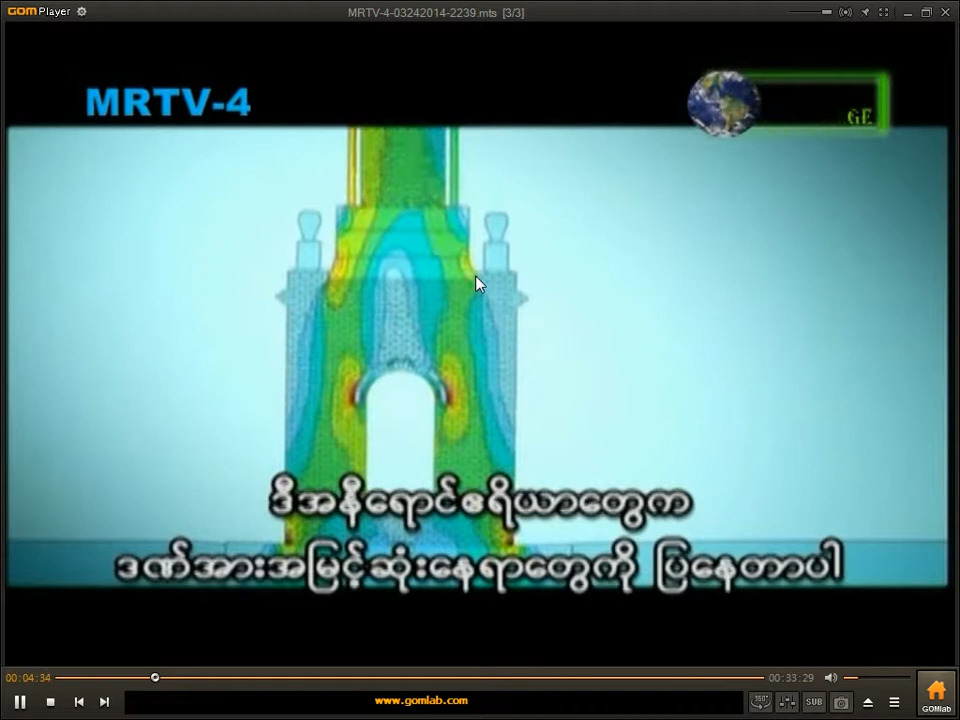 GOM Player
MRTV-4-03242014-2239.mts [3/3]
MRTV-4
GE
ဒီအနီရောင်ဧရိယာတွေက
ဒဏ်အားအမြင့်ဆုံးနေရာတွေကို ပြနေတာပါ
00:04:34
00:33:29
www.gomlab.com
360°
SUB
GOMlab